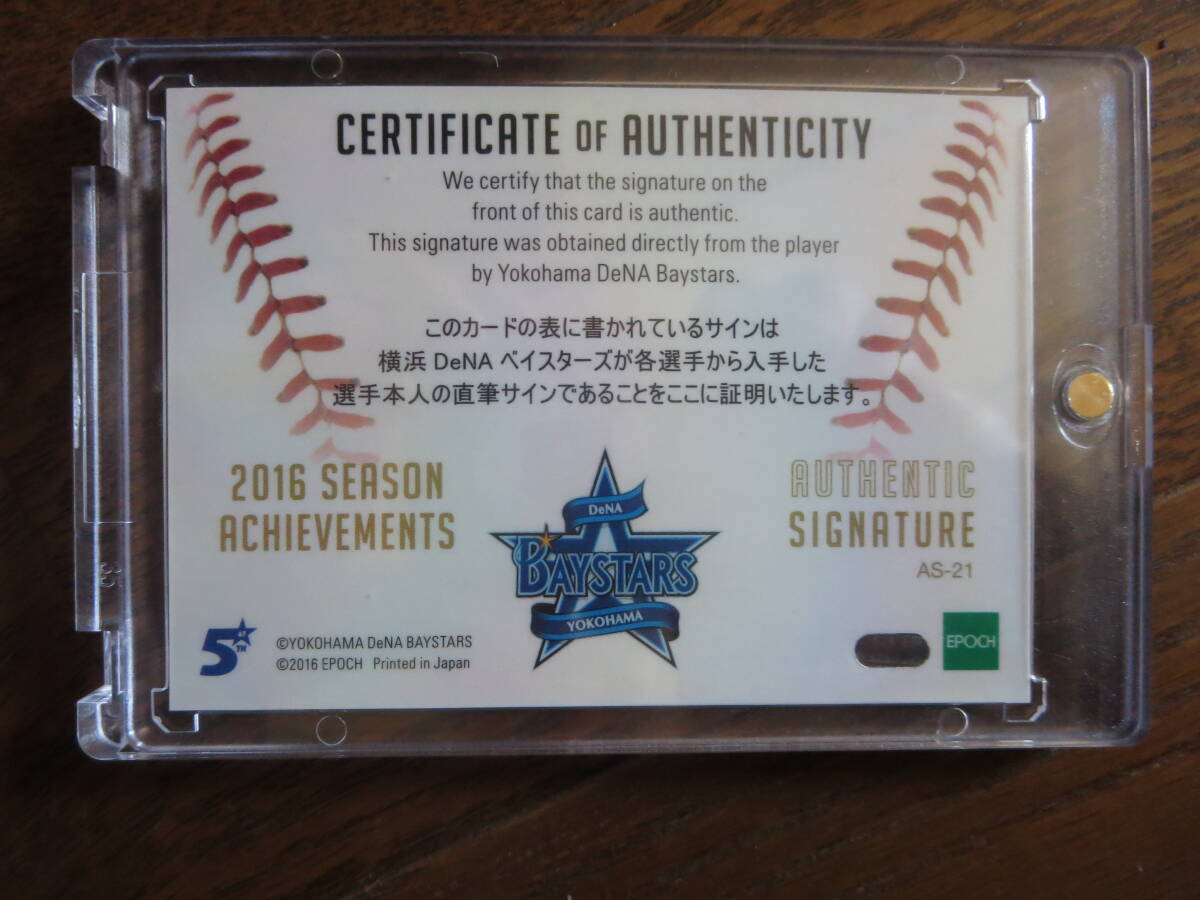 CERTIFICATE OF AUTHENTICITY
We certify that the signature on the
front of this card is authentic.
This signature was obtained directly from the player
by Yokohama DeNA Baystars.
このカードの表に書かれているサインは
横浜 DeNA ベイスターズが各選手から入手した
選手本人の直筆サインであることをここに証明いたします。
2016 SEASON
ACHIEVEMENTS
DeNA
BAYSTARS
YOKOHAMA
AUTHENTIC
SIGNATURE
AS-21
5TH
©YOKOHAMA DeNA BAYSTARS
©2016 EPOCH Printed in Japan
EPOCH
35